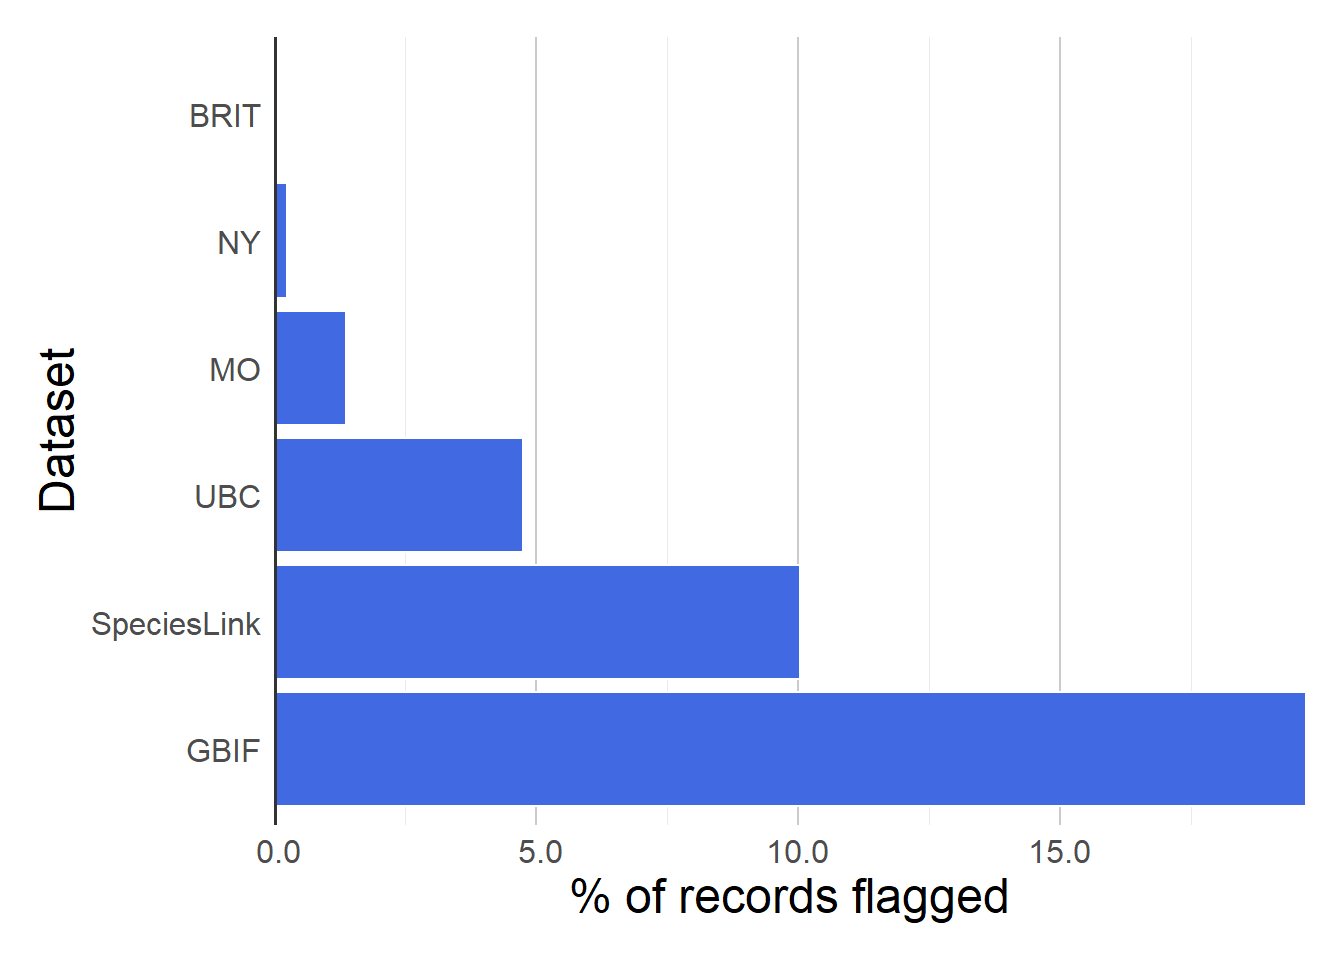 BRIT
NY
MO
UBC
SpeciesLink
GBIF
Dataset
0.0 5.0 10.0 15.0
% of records flagged